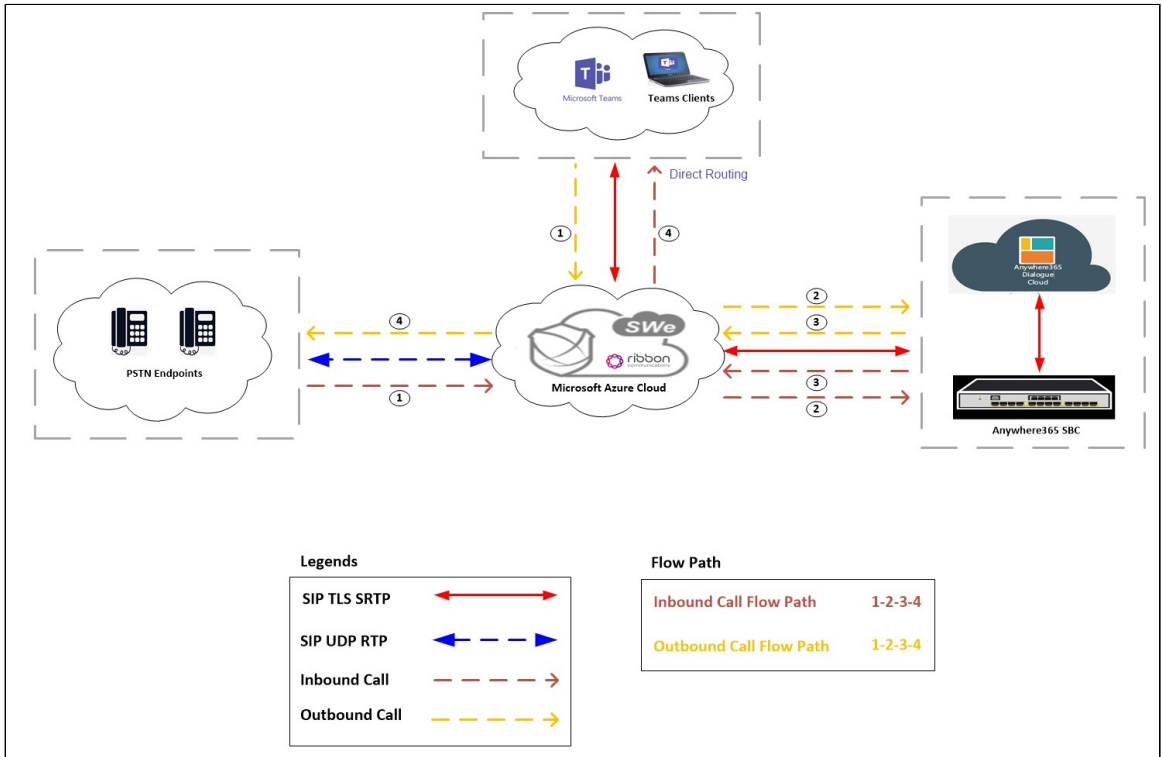 T
Microsoft Teams
Teams Clients
Direct Routing
1
4
Anywhere365
Dialogue
Cloud
PSTN Endpoints
4
1
SWe
ribbon
communications
Microsoft Azure Cloud
2
3
3
2
Anywhere365 SBC
Legends
SIP TLS SRTP
SIP UDP RTP
Inbound Call
Outbound Call
Flow Path
Inbound Call Flow Path 1-2-3-4
Outbound Call Flow Path 1-2-3-4